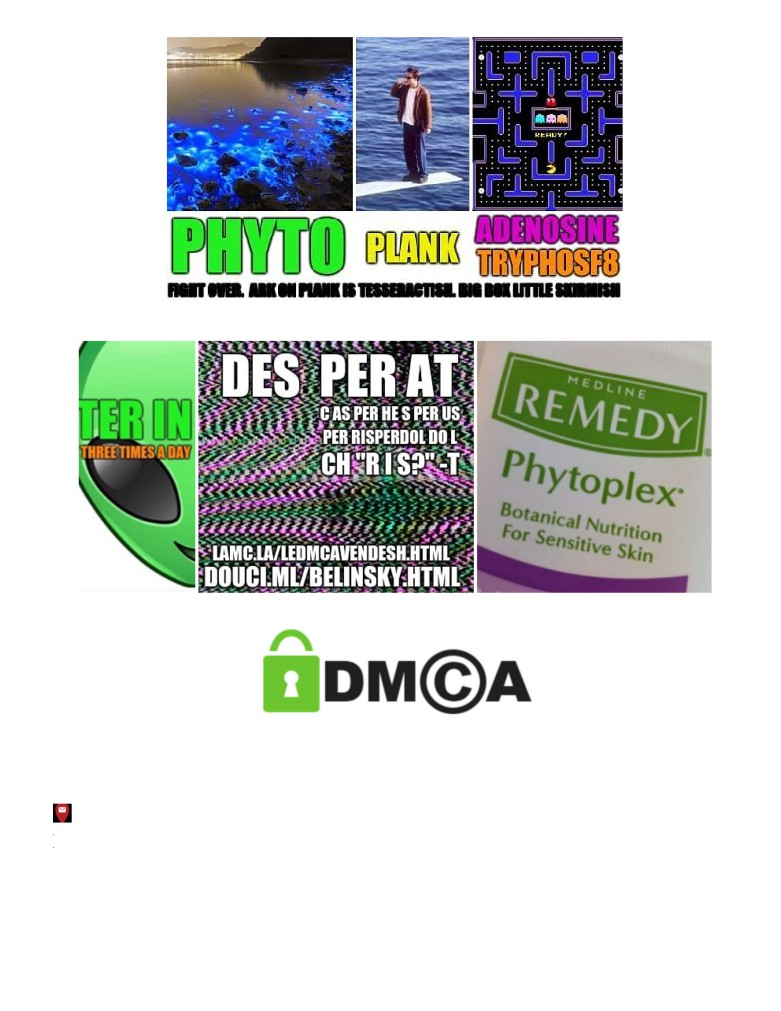 READY!
PHYTO
PLANK
ADENOSINE
TRYPHOSF8
FIGHT OVER. ARK ON PLANK IS TESSERACTISH. BIG BOX LITTLE SKIRMISH
TER IN
THREE TIMES A DAY
DES PER AT
C AS PER HE S PER US
PER RISPERDOL DO L
CH "R I S?" -T
LAMC.LA/LEDMCAVENDESH.HTML
DOUCI.ML/BELINSKY.HTML
MEDLINE
REMEDY®
Phytoplex®
Botanical Nutrition
For Sensitive Skin
DM©A